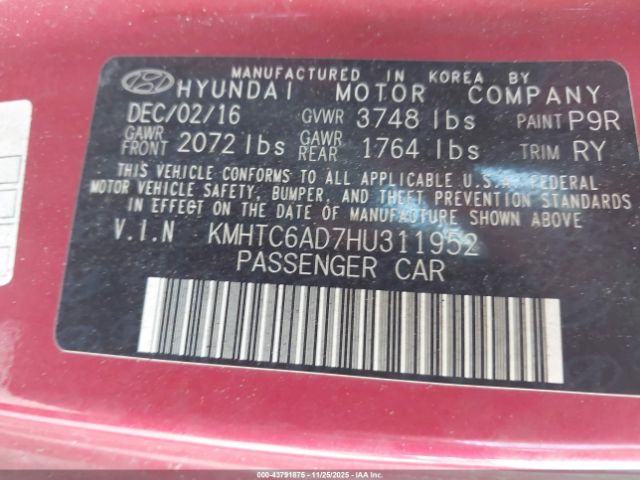 MANUFACTURED IN KOREA BY
HYUNDAI MOTOR COMPANY
DEC/02/16 GVWR 3748 lbs PAINT P9R
GAWR FRONT 2072 lbs GAWR REAR 1764 lbs TRIM RY
THIS VEHICLE CONFORMS TO ALL APPLICABLE U.S.A. FEDERAL
MOTOR VEHICLE SAFETY, BUMPER, AND THEFT PREVENTION STANDARDS
IN EFFECT ON THE DATE OF MANUFACTURE SHOWN ABOVE
V.I.N KMHTC6AD7HU311952
PASSENGER CAR
000-43791875 - 11/25/2025 - IAA, Inc.